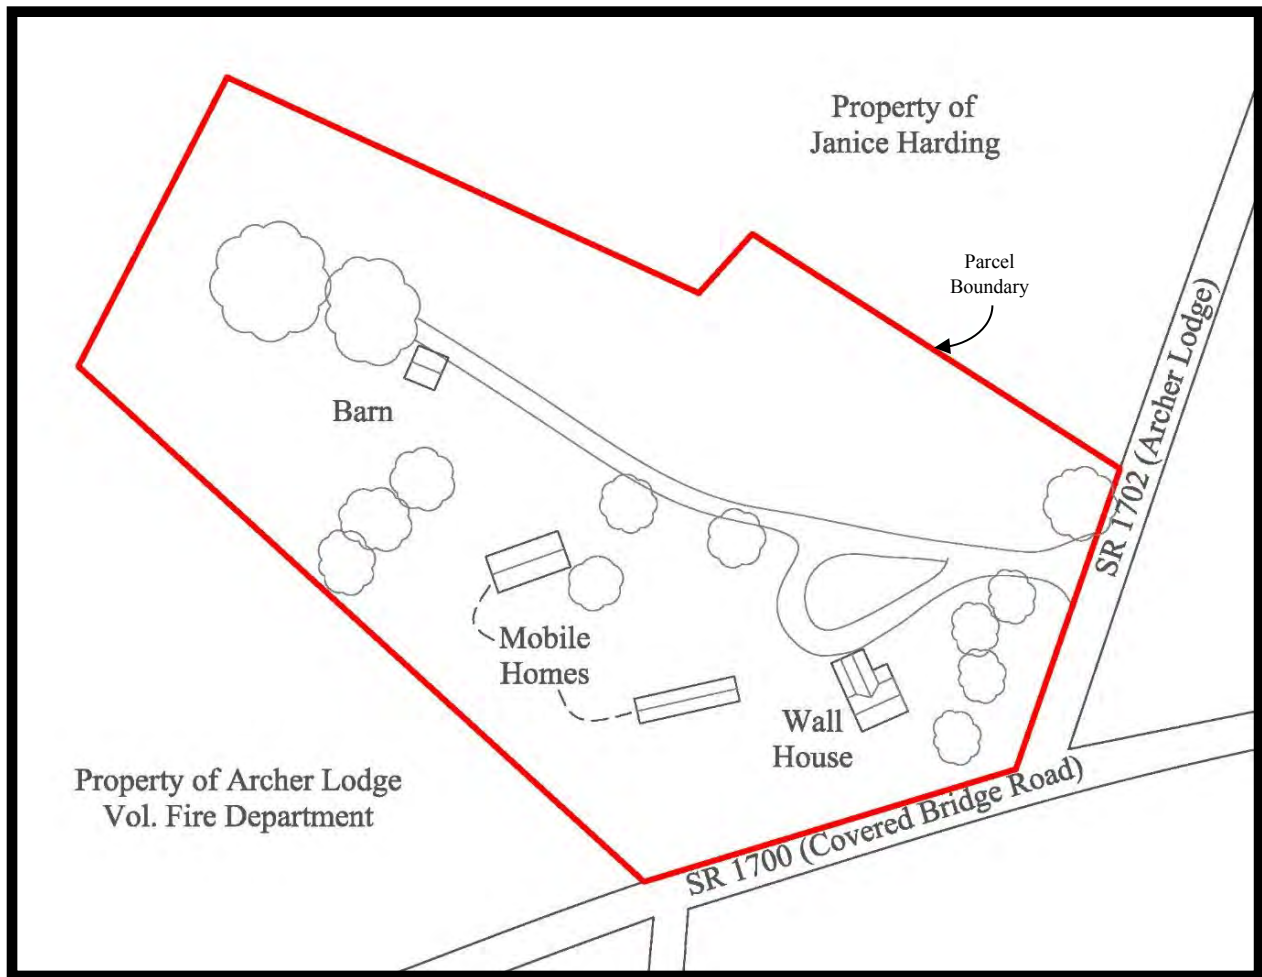 Property of
Janice Harding
Parcel
Boundary
SR 1702 (Archer Lodge)
Barn
Mobile
Homes
Wall
House
Property of Archer Lodge
Vol. Fire Department
SR 1700 (Covered Bridge Road)